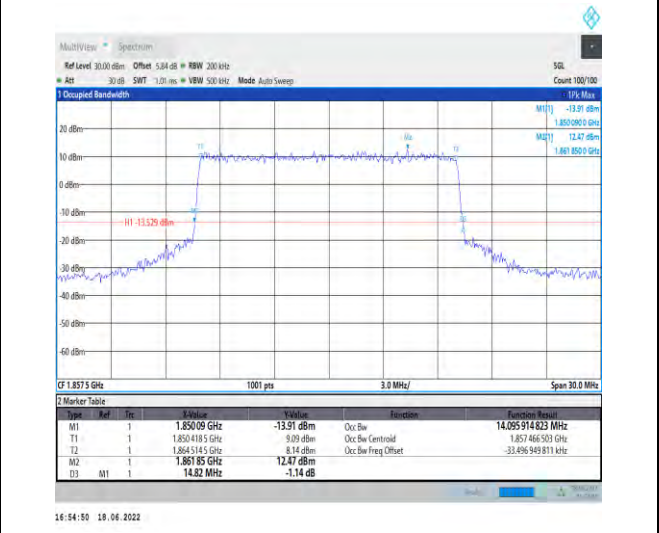 MultiView Spectrum
Ref Level 30.00 dBm Offset 5.84 dB RBW 200 kHz SGL
Att 30 dB SWT 1.01 ms VBW 500 kHz Mode Auto Sweep Count 100/100
1 Occupied Bandwidth 1Pk Max
M1[1] -13.91 dBm
1.850 090 0 GHz
M2[1] 12.47 dBm
1.861 850 0 GHz
20 dBm
T1 M2 T2
10 dBm
0 dBm
-10 dBm
H1 -13.529 dBm
-20 dBm
-30 dBm
-40 dBm
-50 dBm
-60 dBm
CF 1.857 5 GHz 1001 pts 3.0 MHz/ Span 30.0 MHz
2 Marker Table
Type Ref Trc X-Value Y-Value Function Function Result
M1 1 1.850 09 GHz -13.91 dBm Occ Bw 14.095 914 823 MHz
T1 1 1.850 418 5 GHz 9.09 dBm Occ Bw Centroid 1.857 466 503 GHz
T2 1 1.864 514 5 GHz 8.14 dBm Occ Bw Freq Offset -33.496 949 811 kHz
M2 1 1.861 85 GHz 12.47 dBm
D3 M1 1 14.82 MHz -1.14 dB
16:54:50 18.06.2022